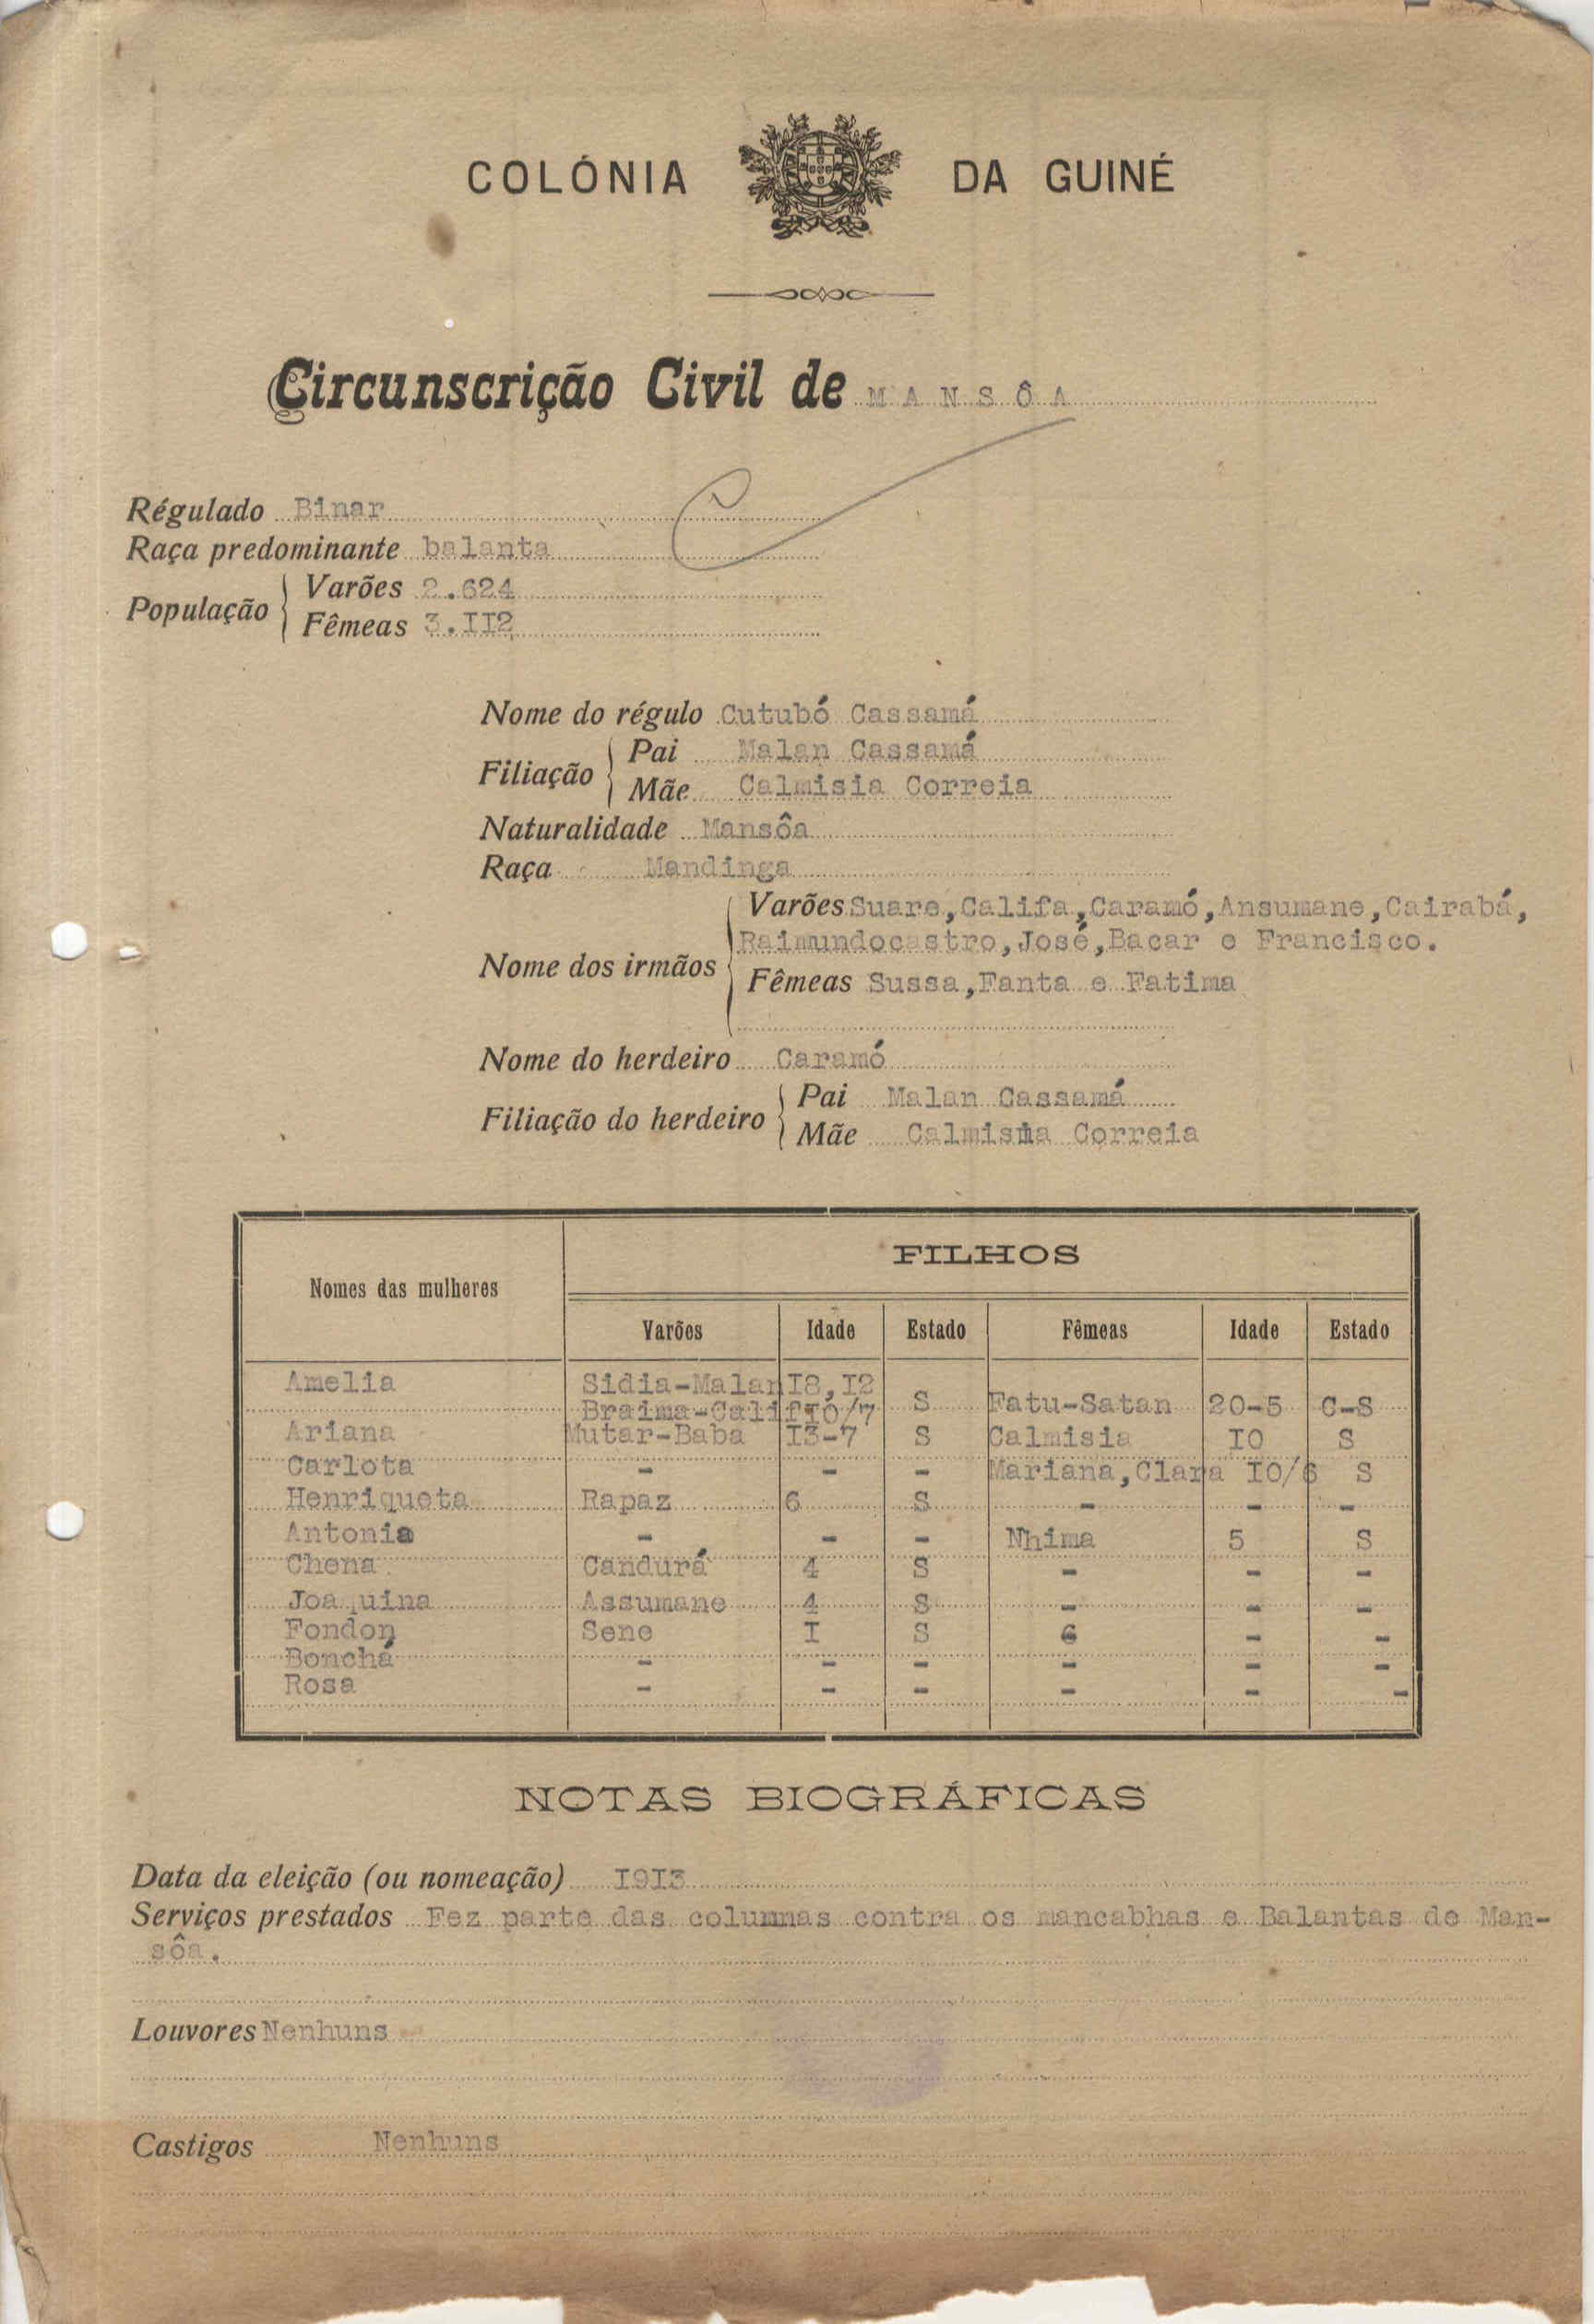 COLÓNIA DA GUINÉ
Circunscrição Civil de MANSÔA
Régulado Binar
Raça predominante balanta
População
Varões 2.624
Fêmeas 3.II2
Nome do régulo Cutubó Cassamá
Filiação
Pai Malan Cassamá
Mãe Calmisia Correia
Naturalidade Mansôa
Raça Mandinga
Nome dos irmãos
Varões Suare,Califa,Caramó,Ansumane,Cairabá,
Raimundocastro,José,Bacar e Francisco.
Fêmeas Sussa,Fanta e Fatima
Nome do herdeiro Caramó
Filiação do herdeiro
Pai Malan Cassamá
Mãe Calmisia Correia
FILHOS
Nomes das mulheres
Varões Idade Estado Fêmeas Idade Estado
Amelia Sidia-Malan I8,I2
Braima-Calif I0/7 S Fatu-Satan 20-5 C-S
Ariana Mutar-Baba I3-7 S Calmisia I0 S
Carlota - - - Mariana,Clara I0/6 S
Henriqueta Rapaz 6 S - - -
Antonia - - - Nhima 5 S
Chena Candurá 4 S - - -
Joaquina Assumane 4 S - - -
Fondon Sene I S - -
Bonchá - - - - - -
Rosa - - - - - -
NOTAS BIOGRÁFICAS
Data da eleição (ou nomeação) I9I3
Serviços prestados Fez parte das columnas contra os mancabhas e Balantas de Man-
sôa.
Louvores Nenhuns
Castigos Nenhuns